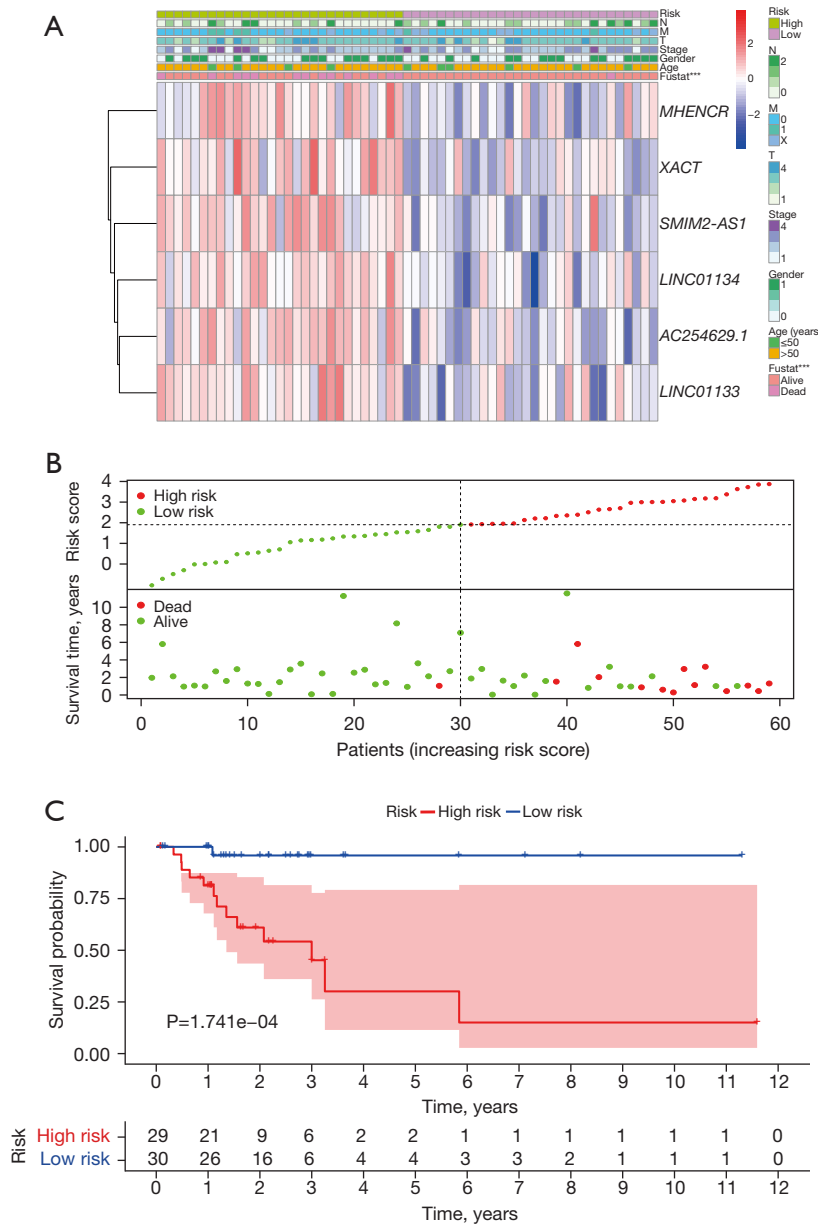 A
Risk
N
M
T
Stage
Gender
Age
Fustat***
2
0
−2
MHENCR
XACT
SMIM2-AS1
LINC01134
AC254629.1
LINC01133
Risk
High
Low
N
2
0
M
0
1
X
T
4
1
Stage
4
1
Gender
1
0
Age (years
≤50
>50
Fustat***
Alive
Dead
B
Risk score
4
3
2
1
0
High risk
Low risk
Survival time, years
10
8
6
4
2
0
Dead
Alive
0 10 20 30 40 50 60
Patients (increasing risk score)
C
Risk High risk Low risk
Survival probability
1.00
0.75
0.50
0.25
0.00
P=1.741e−04
0 1 2 3 4 5 6 7 8 9 10 11 12
Time, years
Risk
High risk 29 21 9 6 2 2 1 1 1 1 1 1 0
Low risk 30 26 16 6 4 4 3 3 2 1 1 1 0
0 1 2 3 4 5 6 7 8 9 10 11 12
Time, years